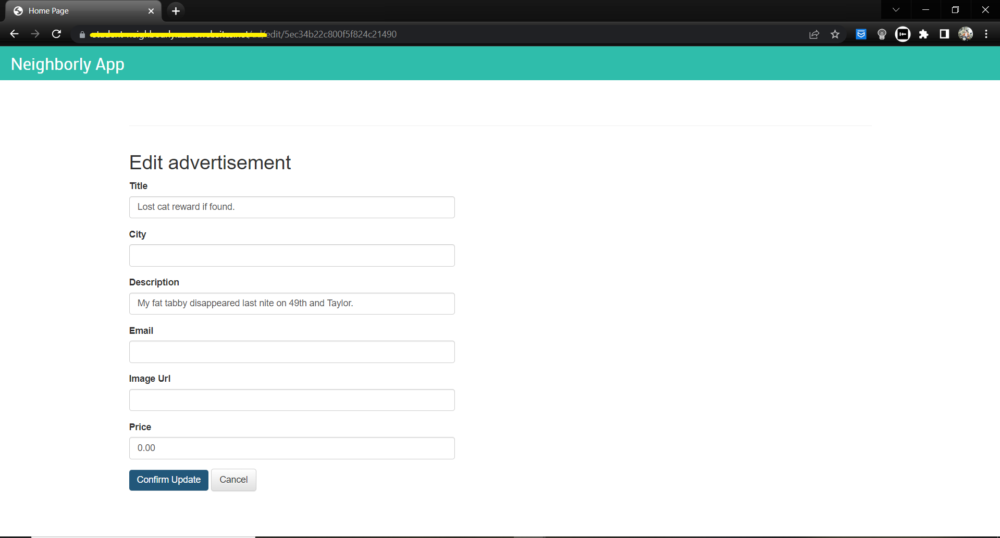 Home Page
edit/5ec34b22c800f5f824c21490
Neighborly App
Edit advertisement
Title
Lost cat reward if found.
City
Description
My fat tabby disappeared last nite on 49th and Taylor.
Email
Image Url
Price
0.00
Confirm Update Cancel